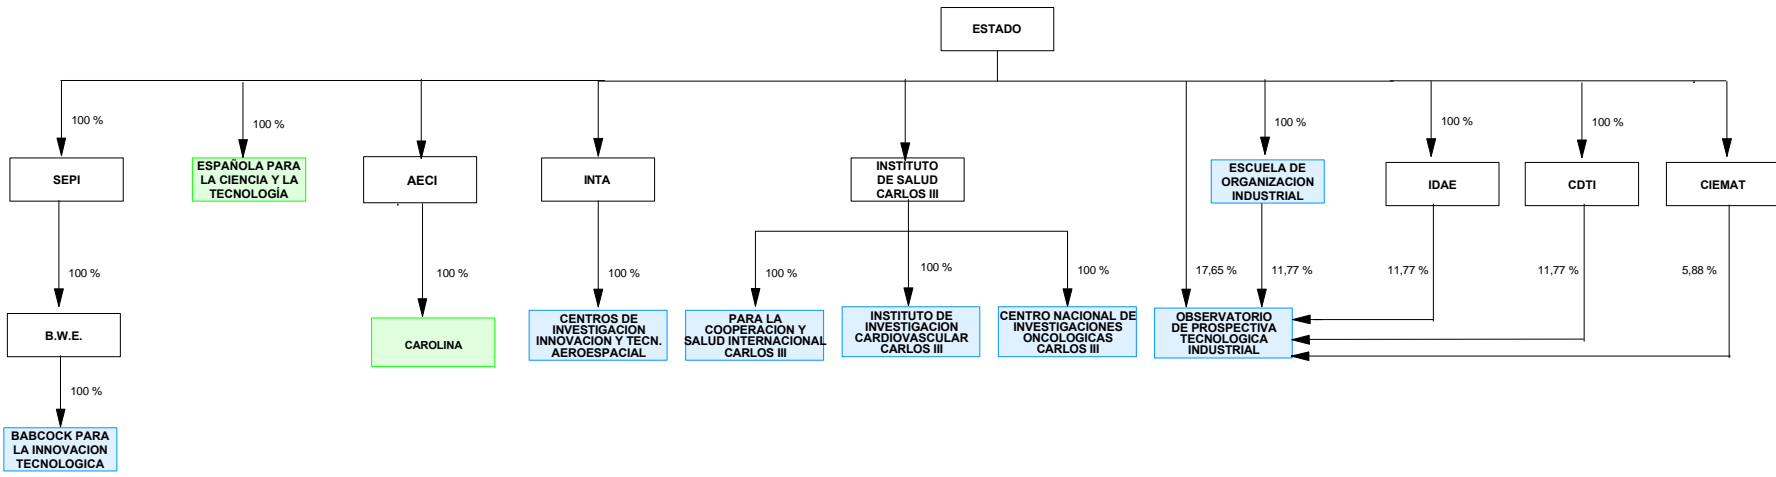 ESTADO
100 %
100 %
100 %
100 %
100 %
SEPI
ESPAÑOLA PARA
LA CIENCIA Y LA
TECNOLOGÍA
AECI
INTA
INSTITUTO
DE SALUD
CARLOS III
ESCUELA DE
ORGANIZACION
INDUSTRIAL
IDAE
CDTI
CIEMAT
100 %
100 %
100 %
100 %
100 %
100 %
17,65 %
11,77 %
11,77 %
11,77 %
5,88 %
B.W.E.
CAROLINA
CENTROS DE
INVESTIGACION
INNOVACION Y TECN.
AEROESPACIAL
PARA LA
COOPERACION Y
SALUD INTERNACIONAL
CARLOS III
INSTITUTO DE
INVESTIGACION
CARDIOVASCULAR
CARLOS III
CENTRO NACIONAL DE
INVESTIGACIONES
ONCOLOGICAS
CARLOS III
OBSERVATORIO
DE PROSPECTIVA
TECNOLOGICA
INDUSTRIAL
100 %
BABCOCK PARA
LA INNOVACION
TECNOLOGICA